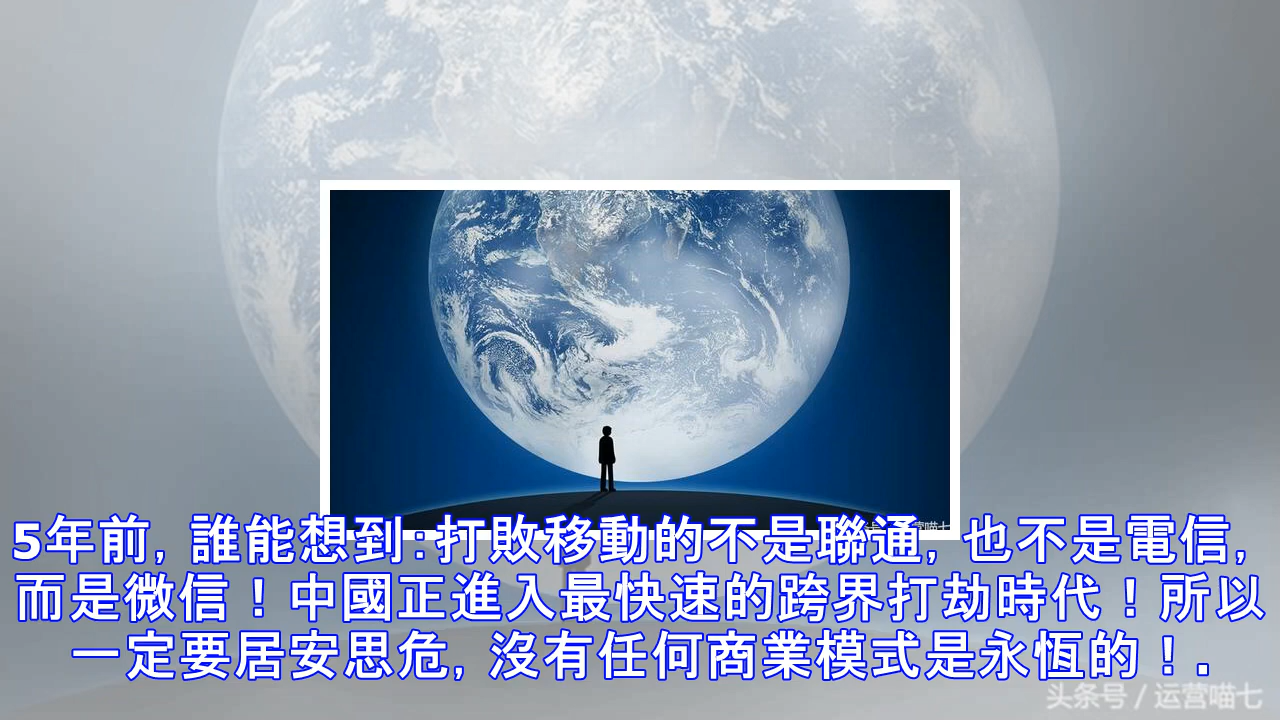 5年前, 誰能想到:打敗移動的不是聯通, 也不是電信,
而是微信！中國正進入最快速的跨界打劫時代！所以
一定要居安思危, 沒有任何商業模式是永恆的！.
头条号 / 运营喵七